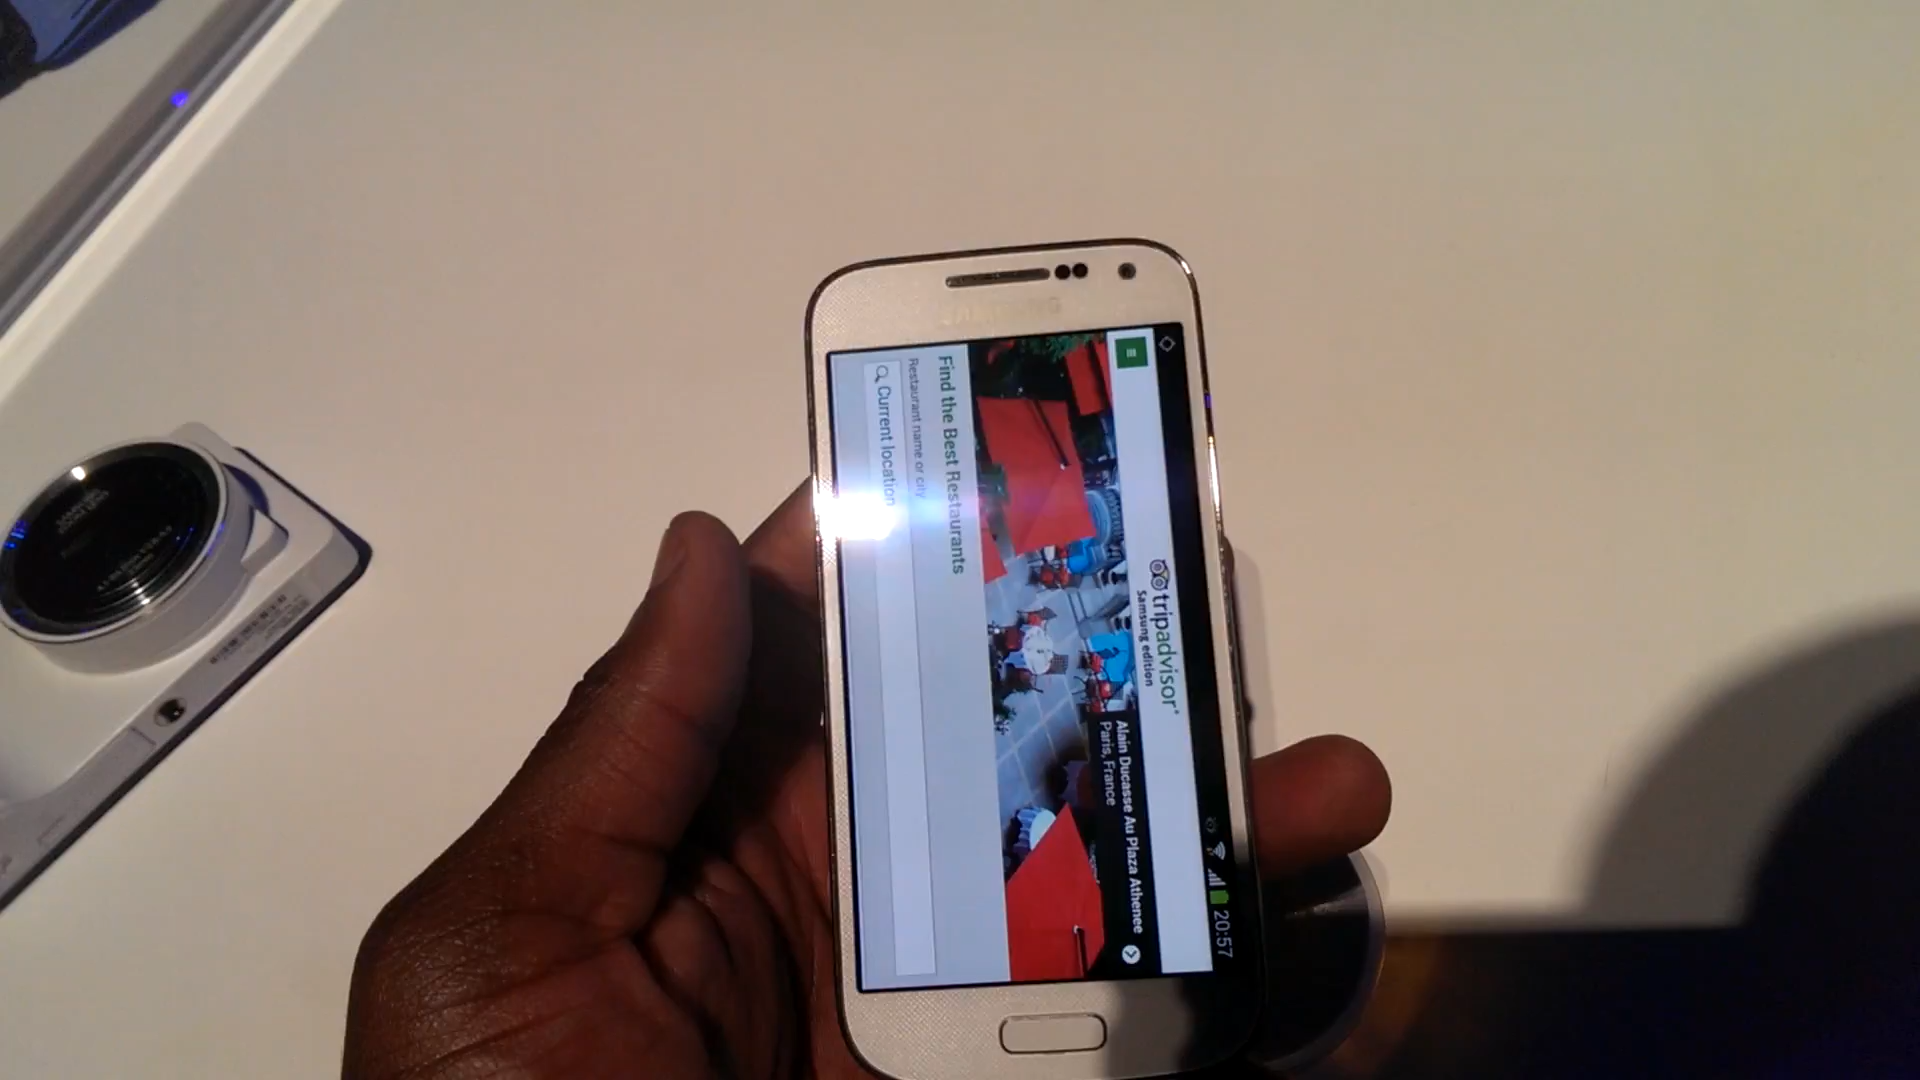 SAMSUNG
20:57
tripadvisor®
Samsung edition
Alain Ducasse Au Plaza Athenee
Paris, France
Find the Best Restaurants
Restaurant name or city
Current location